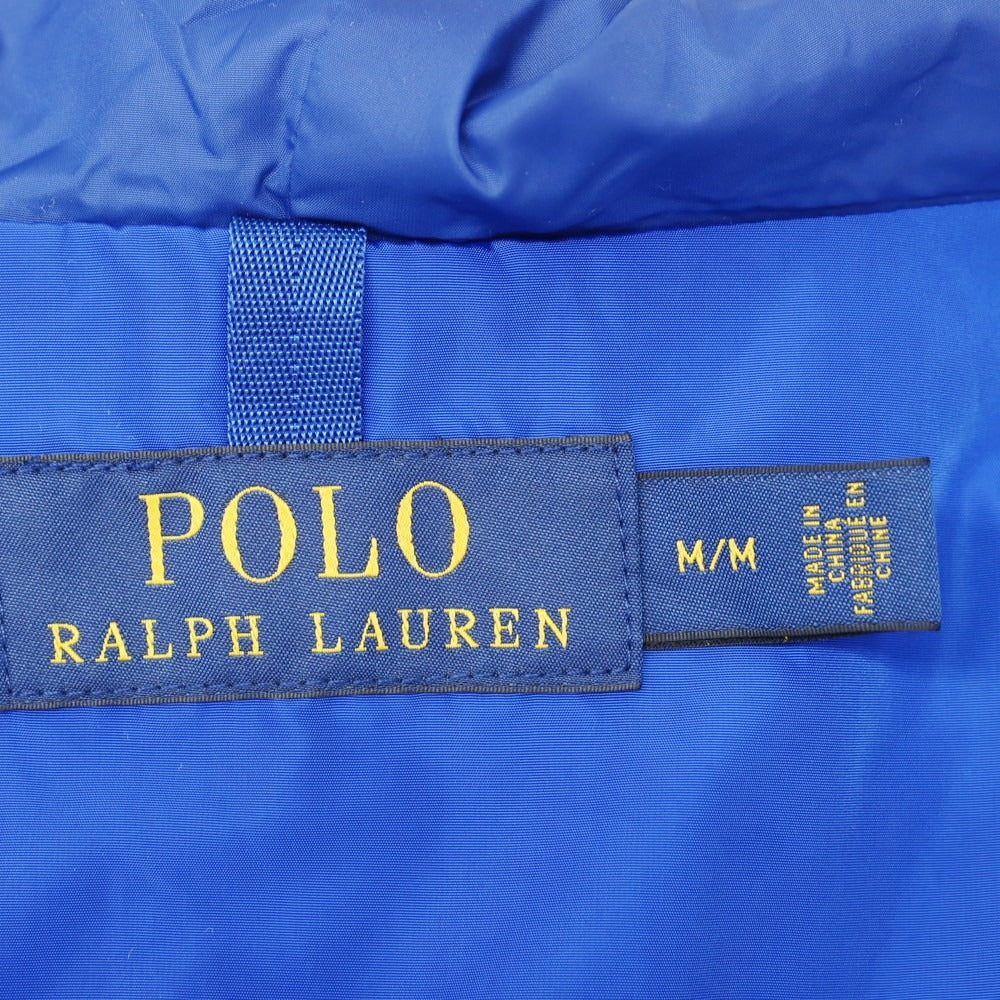 POLO
RALPH LAUREN
M/M
MADE IN
CHINA
FABRIQUÉ EN
CHINE